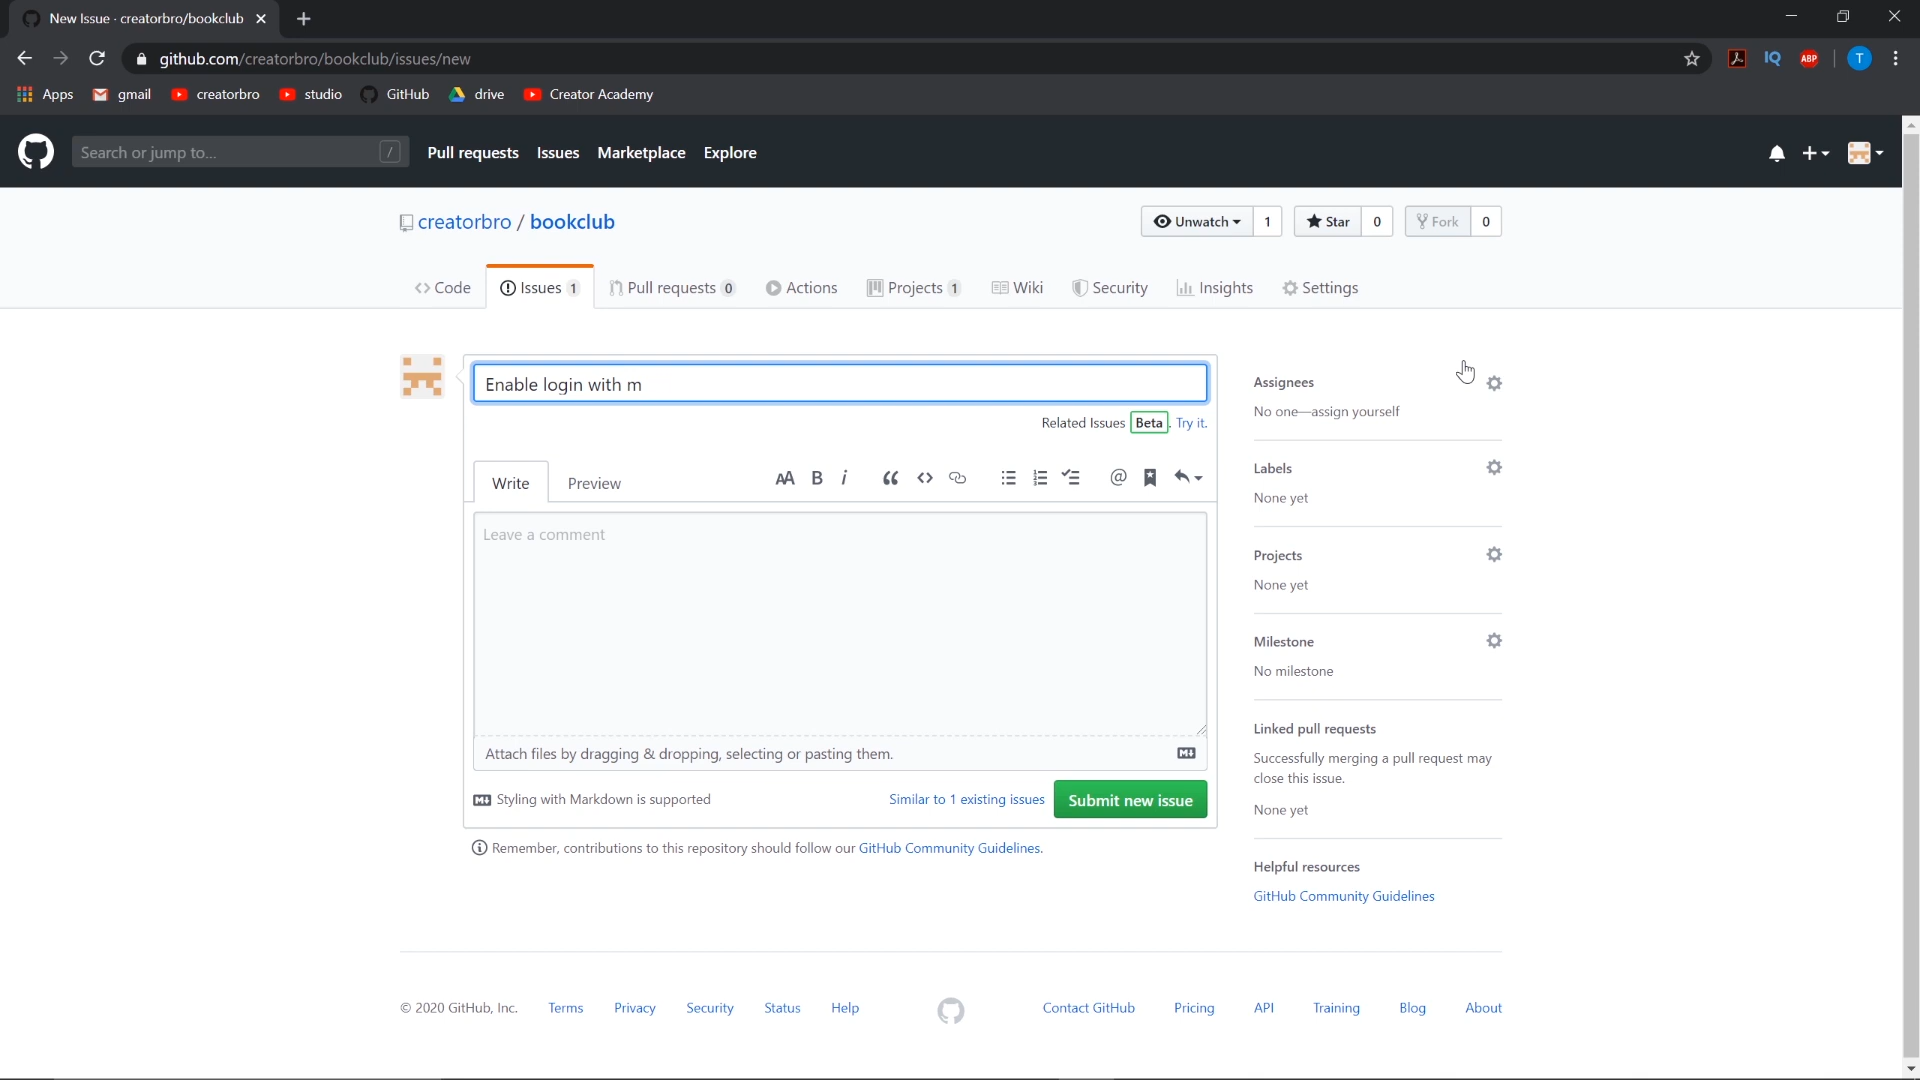 New Issue · creatorbro/bookclub
github.com/creatorbro/bookclub/issues/new
IQ
ABP
T
Apps gmail creatorbro studio GitHub drive Creator Academy
Search or jump to... /
Pull requests Issues Marketplace Explore
creatorbro / bookclub
Unwatch 1 Star 0 Fork 0
Code Issues 1 Pull requests 0 Actions Projects 1 Wiki Security Insights Settings
Enable login with m
Related Issues Beta. Try it.
Write Preview
AA B i
Leave a comment
Attach files by dragging & dropping, selecting or pasting them.
Styling with Markdown is supported
Similar to 1 existing issues
Submit new issue
Remember, contributions to this repository should follow our GitHub Community Guidelines.
Assignees
No one—assign yourself
Labels
None yet
Projects
None yet
Milestone
No milestone
Linked pull requests
Successfully merging a pull request may
close this issue.
None yet
Helpful resources
GitHub Community Guidelines
© 2020 GitHub, Inc. Terms Privacy Security Status Help Contact GitHub Pricing API Training Blog About